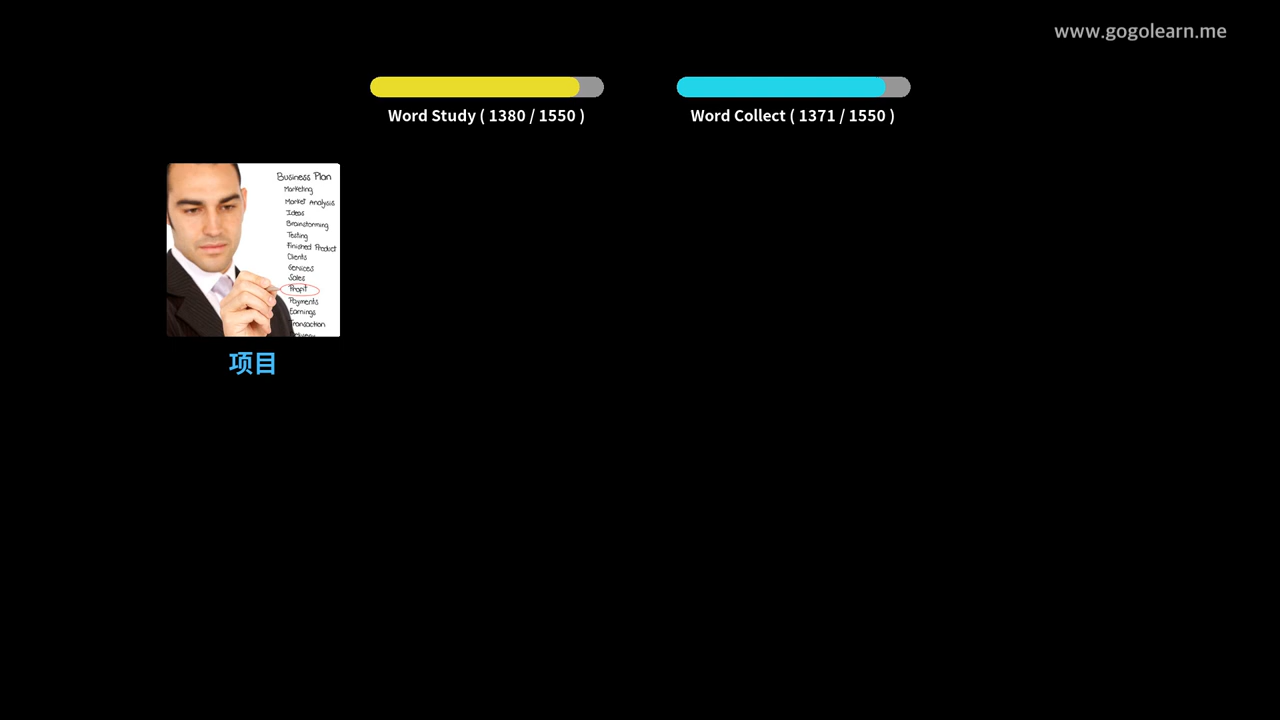 www.gogolearn.me
Word Study ( 1380 / 1550 )
Word Collect ( 1371 / 1550 )
Business Plan
Marketing
Market Analysis
Ideas
Brainstorming
Testing
Finished Product
Clients
Services
Sales
Profit
Payments
Earnings
Transaction
项目